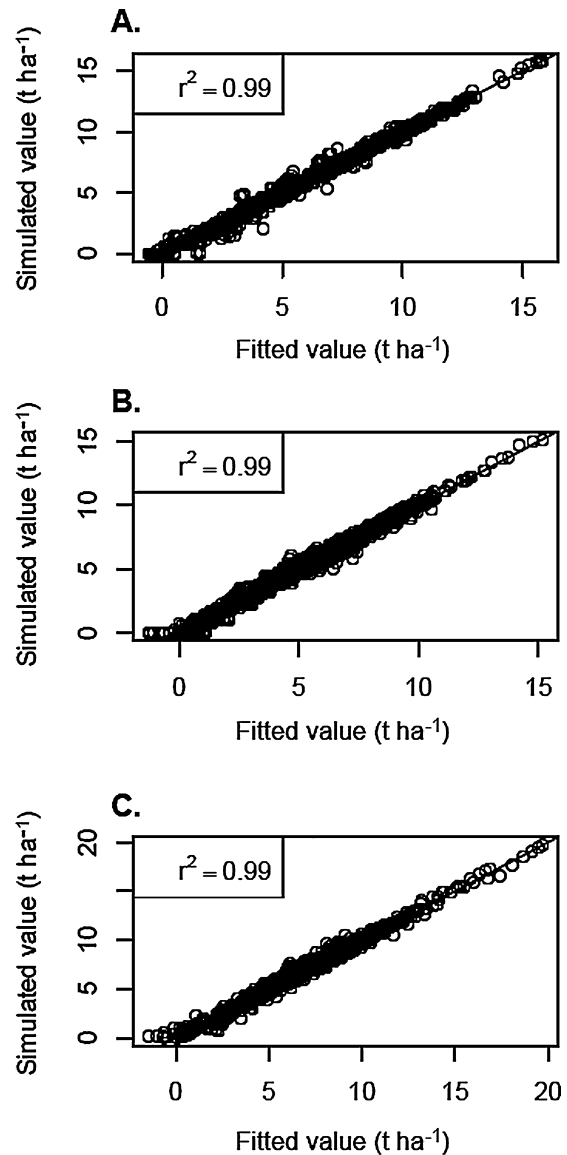 A.
r² = 0.99
15
10
5
0
Simulated value (t ha⁻¹)
0 5 10 15
Fitted value (t ha⁻¹)
B.
r² = 0.99
15
10
5
0
Simulated value (t ha⁻¹)
0 5 10 15
Fitted value (t ha⁻¹)
C.
r² = 0.99
20
10
5
0
Simulated value (t ha⁻¹)
0 5 10 15 20
Fitted value (t ha⁻¹)